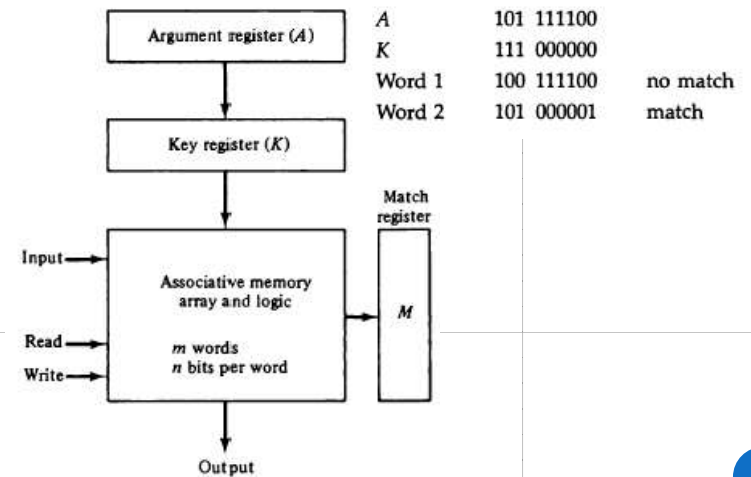 Argument register (A)
Key register (K)
Input
Read
Write
Associative memory
array and logic
m words
n bits per word
Match
register
M
Output
A 101 111100
K 111 000000
Word 1 100 111100 no match
Word 2 101 000001 match